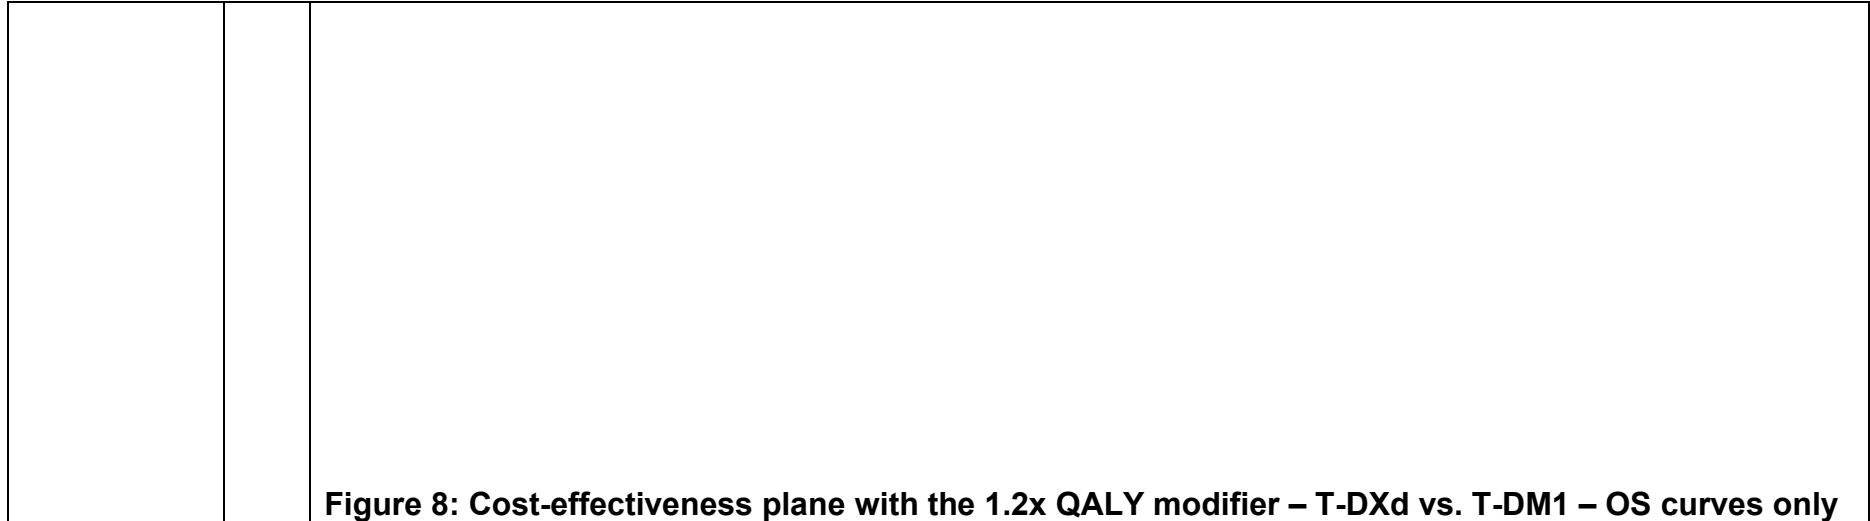 Figure 8: Cost-effectiveness plane with the 1.2x QALY modifier – T-DXd vs. T-DM1 – OS curves only